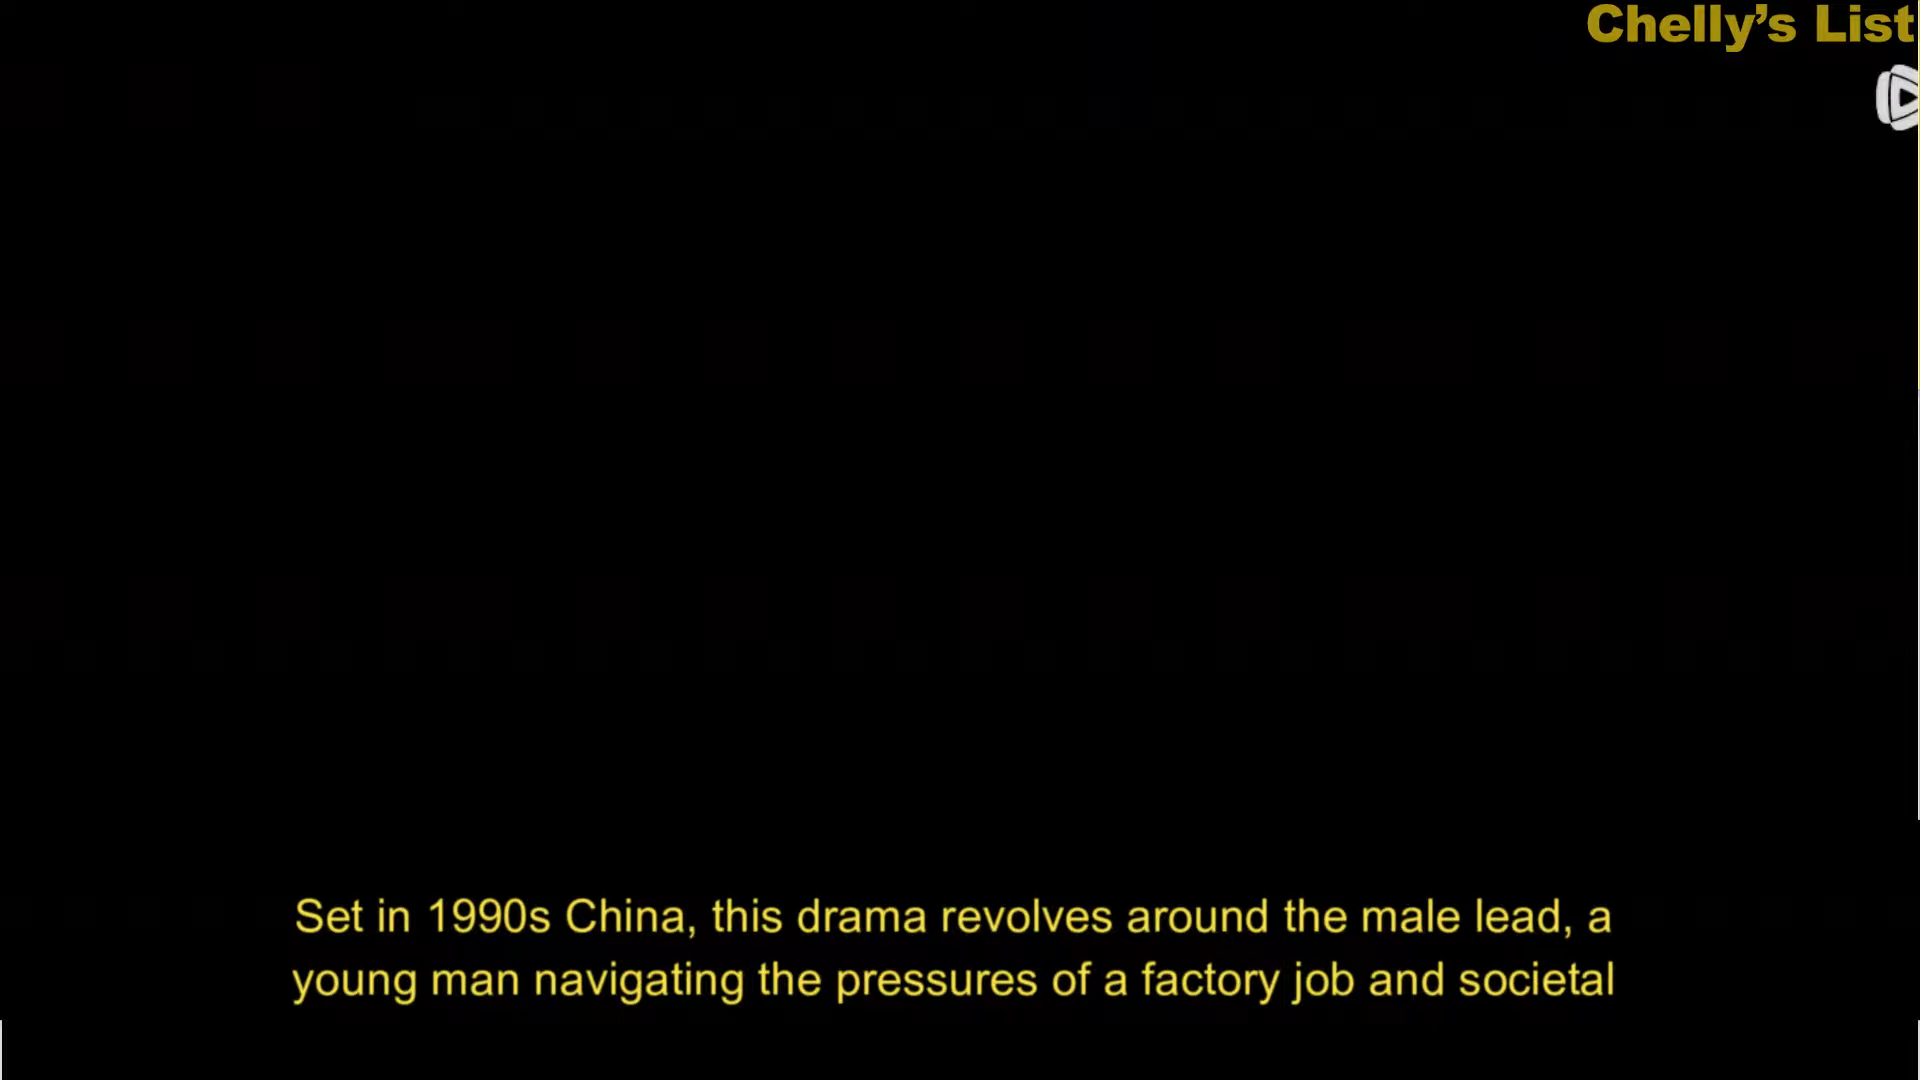 Chelly's List
Set in 1990s China, this drama revolves around the male lead, a
young man navigating the pressures of a factory job and societal